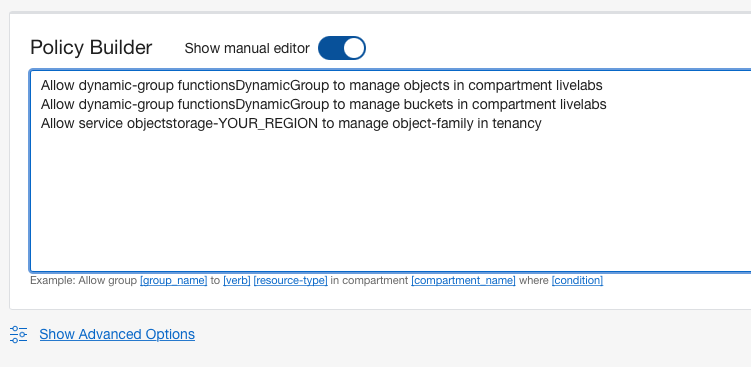 Policy Builder Show manual editor
Allow dynamic-group functionsDynamicGroup to manage objects in compartment livelabs
Allow dynamic-group functionsDynamicGroup to manage buckets in compartment livelabs
Allow service objectstorage-YOUR_REGION to manage object-family in tenancy
Example: Allow group [group_name] to [verb] [resource-type] in compartment [compartment_name] where [condition]
Show Advanced Options